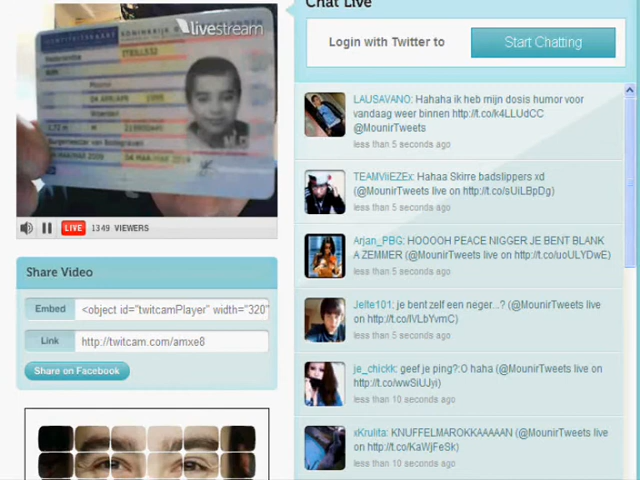 IDENTITEITSKAART
livestream
LIVE 1349 VIEWERS
Share Video
Embed <object id="twitcamPlayer" width="320"
Link http://twitcam.com/amxe8
Share on Facebook
Chat Live
Login with Twitter to Start Chatting
LAUSAVANO: Hahaha ik heb mijn dosis humor voor
vandaag weer binnen http://t.co/k4LLUdCC
@MounirTweets
less than 5 seconds ago
TEAMViiEZEx: Hahaa Skirre badslippers xd
(@MounirTweets live on http://t.co/sUiLBpDg)
less than 5 seconds ago
Arjan_PBG: HOOOOH PEACE NIGGER JE BENT BLANK
A ZEMMER (@MounirTweets live on http://t.co/uoULYDwE)
less than 5 seconds ago
Jelte101: je bent zelf een neger...? (@MounirTweets live
on http://t.co/lVLbYvmC)
less than 5 seconds ago
je_chickk: geef je ping?:O haha (@MounirTweets live on
http://t.co/wwSiUJyi)
less than 10 seconds ago
xKrulita: KNUFFELMAROKKAAAAAN (@MounirTweets live
on http://t.co/KaWjFeSk)
less than 10 seconds ago